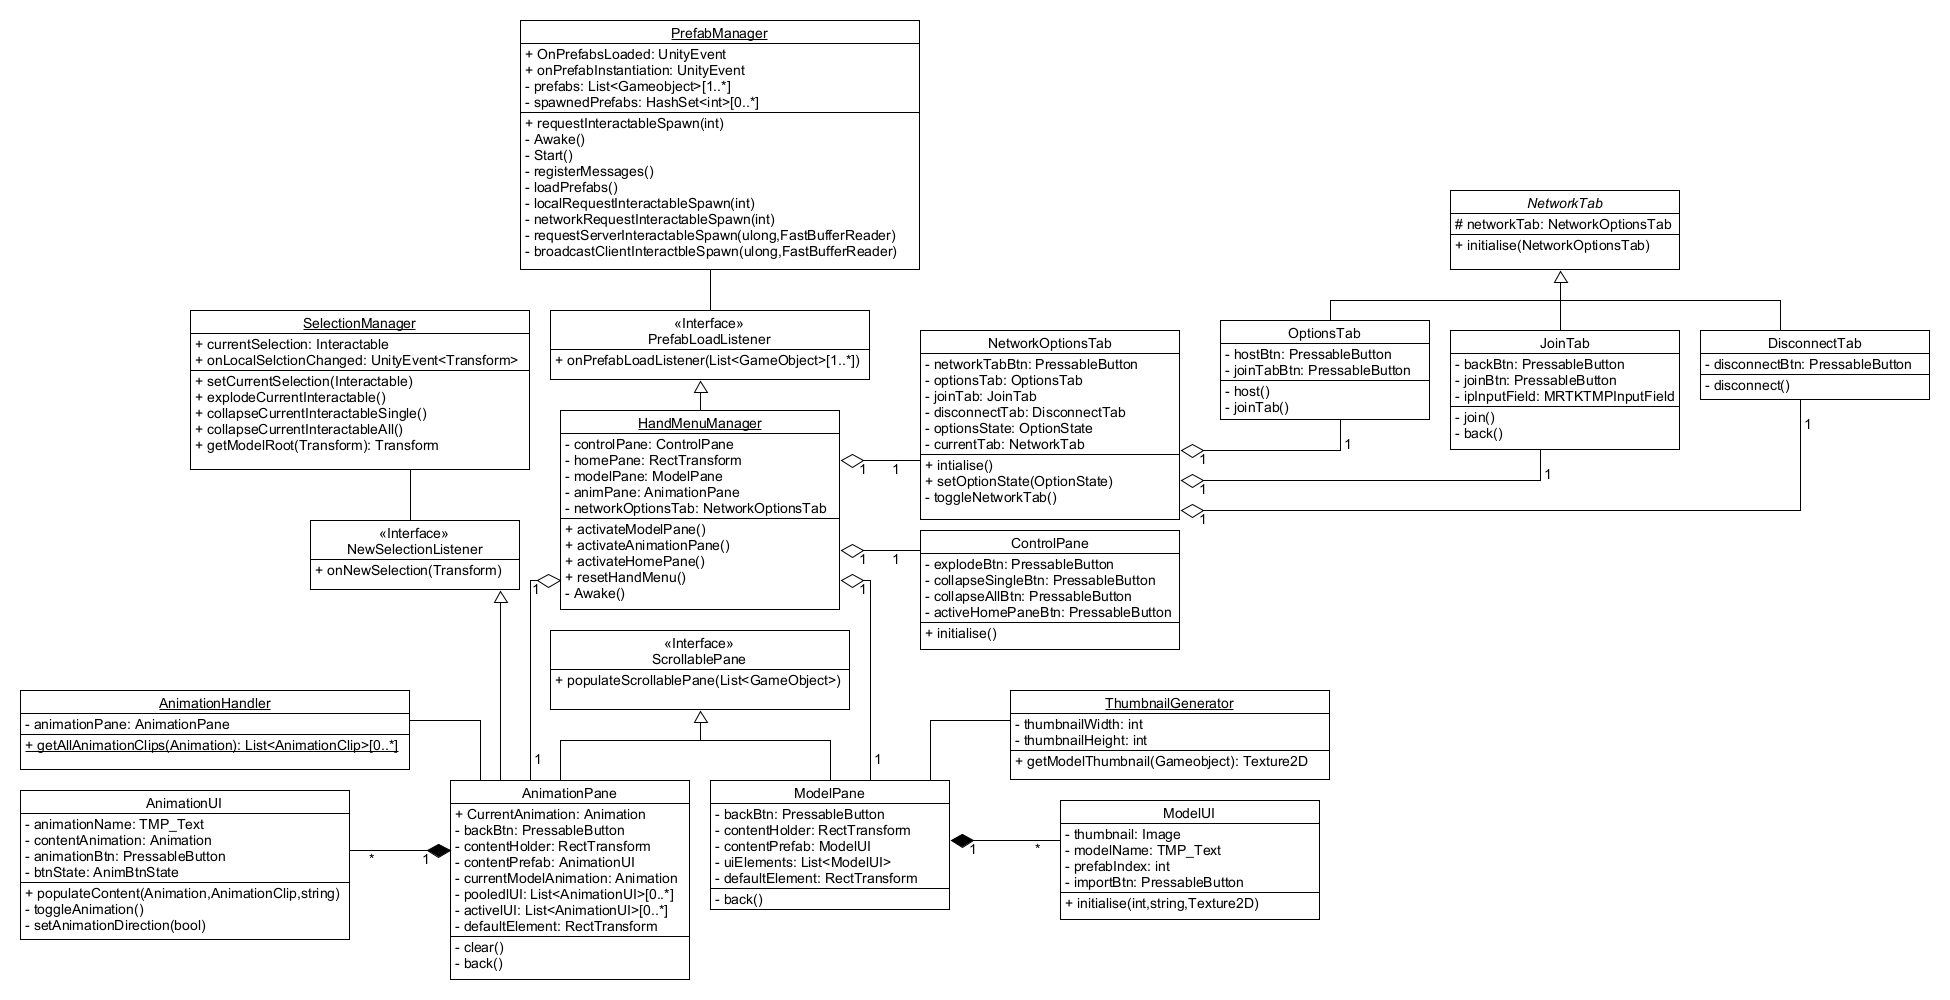 PrefabManager
+ OnPrefabsLoaded: UnityEvent
+ onPrefabInstantiation: UnityEvent
- prefabs: List<Gameobject>[1..*]
- spawnedPrefabs: HashSet<int>[0..*]
+ requestInteractableSpawn(int)
- Awake()
- Start()
- registerMessages()
- loadPrefabs()
- localRequestInteractableSpawn(int)
- networkRequestInteractableSpawn(int)
- requestServerInteractableSpawn(ulong,FastBufferReader)
- broadcastClientInteractbleSpawn(ulong,FastBufferReader)
NetworkTab
# networkTab: NetworkOptionsTab
+ initialise(NetworkOptionsTab)
SelectionManager
+ currentSelection: Interactable
+ onLocalSelctionChanged: UnityEvent<Transform>
+ setCurrentSelection(Interactable)
+ explodeCurrentInteractable()
+ collapseCurrentInteractableSingle()
+ collapseCurrentInteractableAll()
+ getModelRoot(Transform): Transform
«Interface»
PrefabLoadListener
+ onPrefabLoadListener(List<GameObject>[1..*])
NetworkOptionsTab
- networkTabBtn: PressableButton
- optionsTab: OptionsTab
- joinTab: JoinTab
- disconnectTab: DisconnectTab
- optionsState: OptionState
- currentTab: NetworkTab
+ intialise()
+ setOptionState(OptionState)
- toggleNetworkTab()
OptionsTab
- hostBtn: PressableButton
- joinTabBtn: PressableButton
- host()
- joinTab()
JoinTab
- backBtn: PressableButton
- joinBtn: PressableButton
- ipInputField: MRTKTMPInputField
- join()
- back()
DisconnectTab
- disconnectBtn: PressableButton
- disconnect()
1
1
1
1
1
1
HandMenuManager
- controlPane: ControlPane
- homePane: RectTransform
- modelPane: ModelPane
- animPane: AnimationPane
- networkOptionsTab: NetworkOptionsTab
+ activateModelPane()
+ activateAnimationPane()
+ activateHomePane()
+ resetHandMenu()
- Awake()
1
1
1
1
1
1
1
1
«Interface»
NewSelectionListener
+ onNewSelection(Transform)
ControlPane
- explodeBtn: PressableButton
- collapseSingleBtn: PressableButton
- collapseAllBtn: PressableButton
- activeHomePaneBtn: PressableButton
+ initialise()
«Interface»
ScrollablePane
+ populateScrollablePane(List<GameObject>)
AnimationHandler
- animationPane: AnimationPane
+ getAllAnimationClips(Animation): List<AnimationClip>[0..*]
ThumbnailGenerator
- thumbnailWidth: int
- thumbnailHeight: int
+ getModelThumbnail(Gameobject): Texture2D
AnimationUI
- animationName: TMP_Text
- contentAnimation: Animation
- animationBtn: PressableButton
- btnState: AnimBtnState
+ populateContent(Animation,AnimationClip,string)
- toggleAnimation()
- setAnimationDirection(bool)
*
1
AnimationPane
+ CurrentAnimation: Animation
- backBtn: PressableButton
- contentHolder: RectTransform
- contentPrefab: AnimationUI
- currentModelAnimation: Animation
- pooledIUI: List<AnimationUI>[0..*]
- activeIUI: List<AnimationUI>[0..*]
- defaultElement: RectTransform
- clear()
- back()
ModelPane
- backBtn: PressableButton
- contentHolder: RectTransform
- contentPrefab: ModelUI
- uiElements: List<ModelUI>
- defaultElement: RectTransform
- back()
1
*
ModelUI
- thumbnail: Image
- modelName: TMP_Text
- prefabIndex: int
- importBtn: PressableButton
+ initialise(int,string,Texture2D)